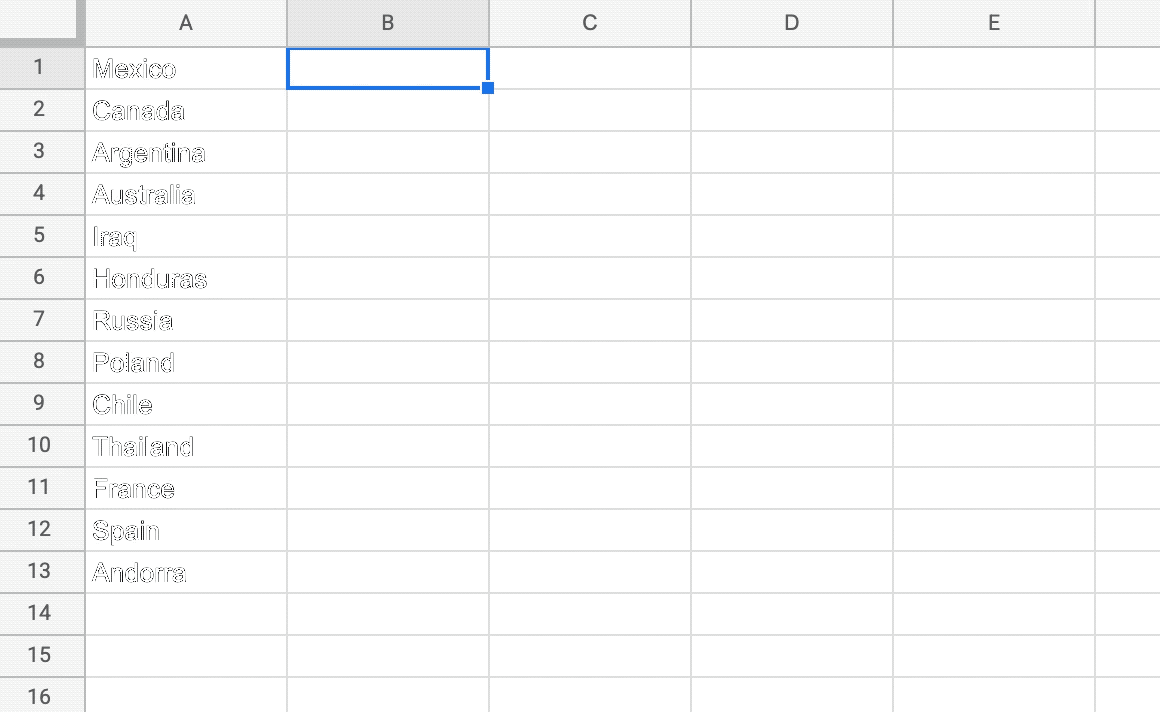 A B C D E
1 Mexico
2 Canada
3 Argentina
4 Australia
5 Iraq
6 Honduras
7 Russia
8 Poland
9 Chile
10 Thailand
11 France
12 Spain
13 Andorra
14
15
16